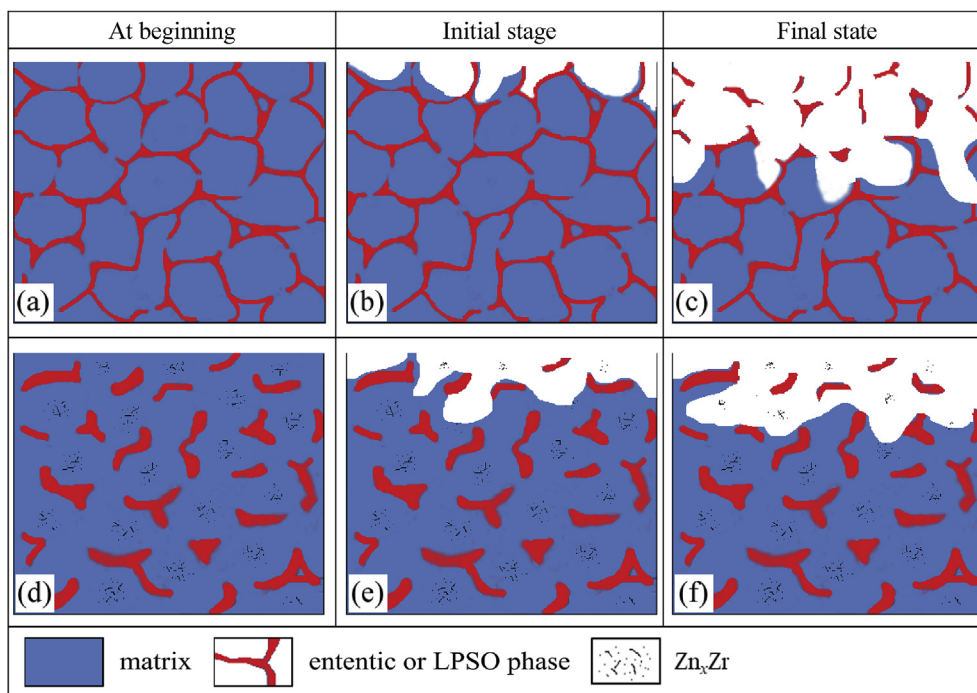 At beginning Initial stage Final state
(a) (b) (c)
(d) (e) (f)
matrix ententic or LPSO phase ZnxZr